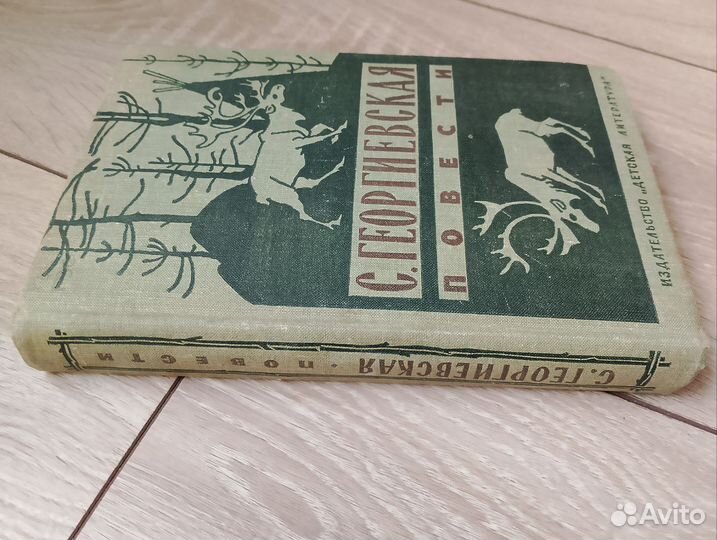 С. ГЕОРГИЕВСКАЯ
ПОВЕСТИ
ИЗДАТЕЛЬСТВО „ДЕТСКАЯ ЛИТЕРАТУРА"
С. ГЕОРГИЕВСКАЯ · ПОВЕСТИ
Avito